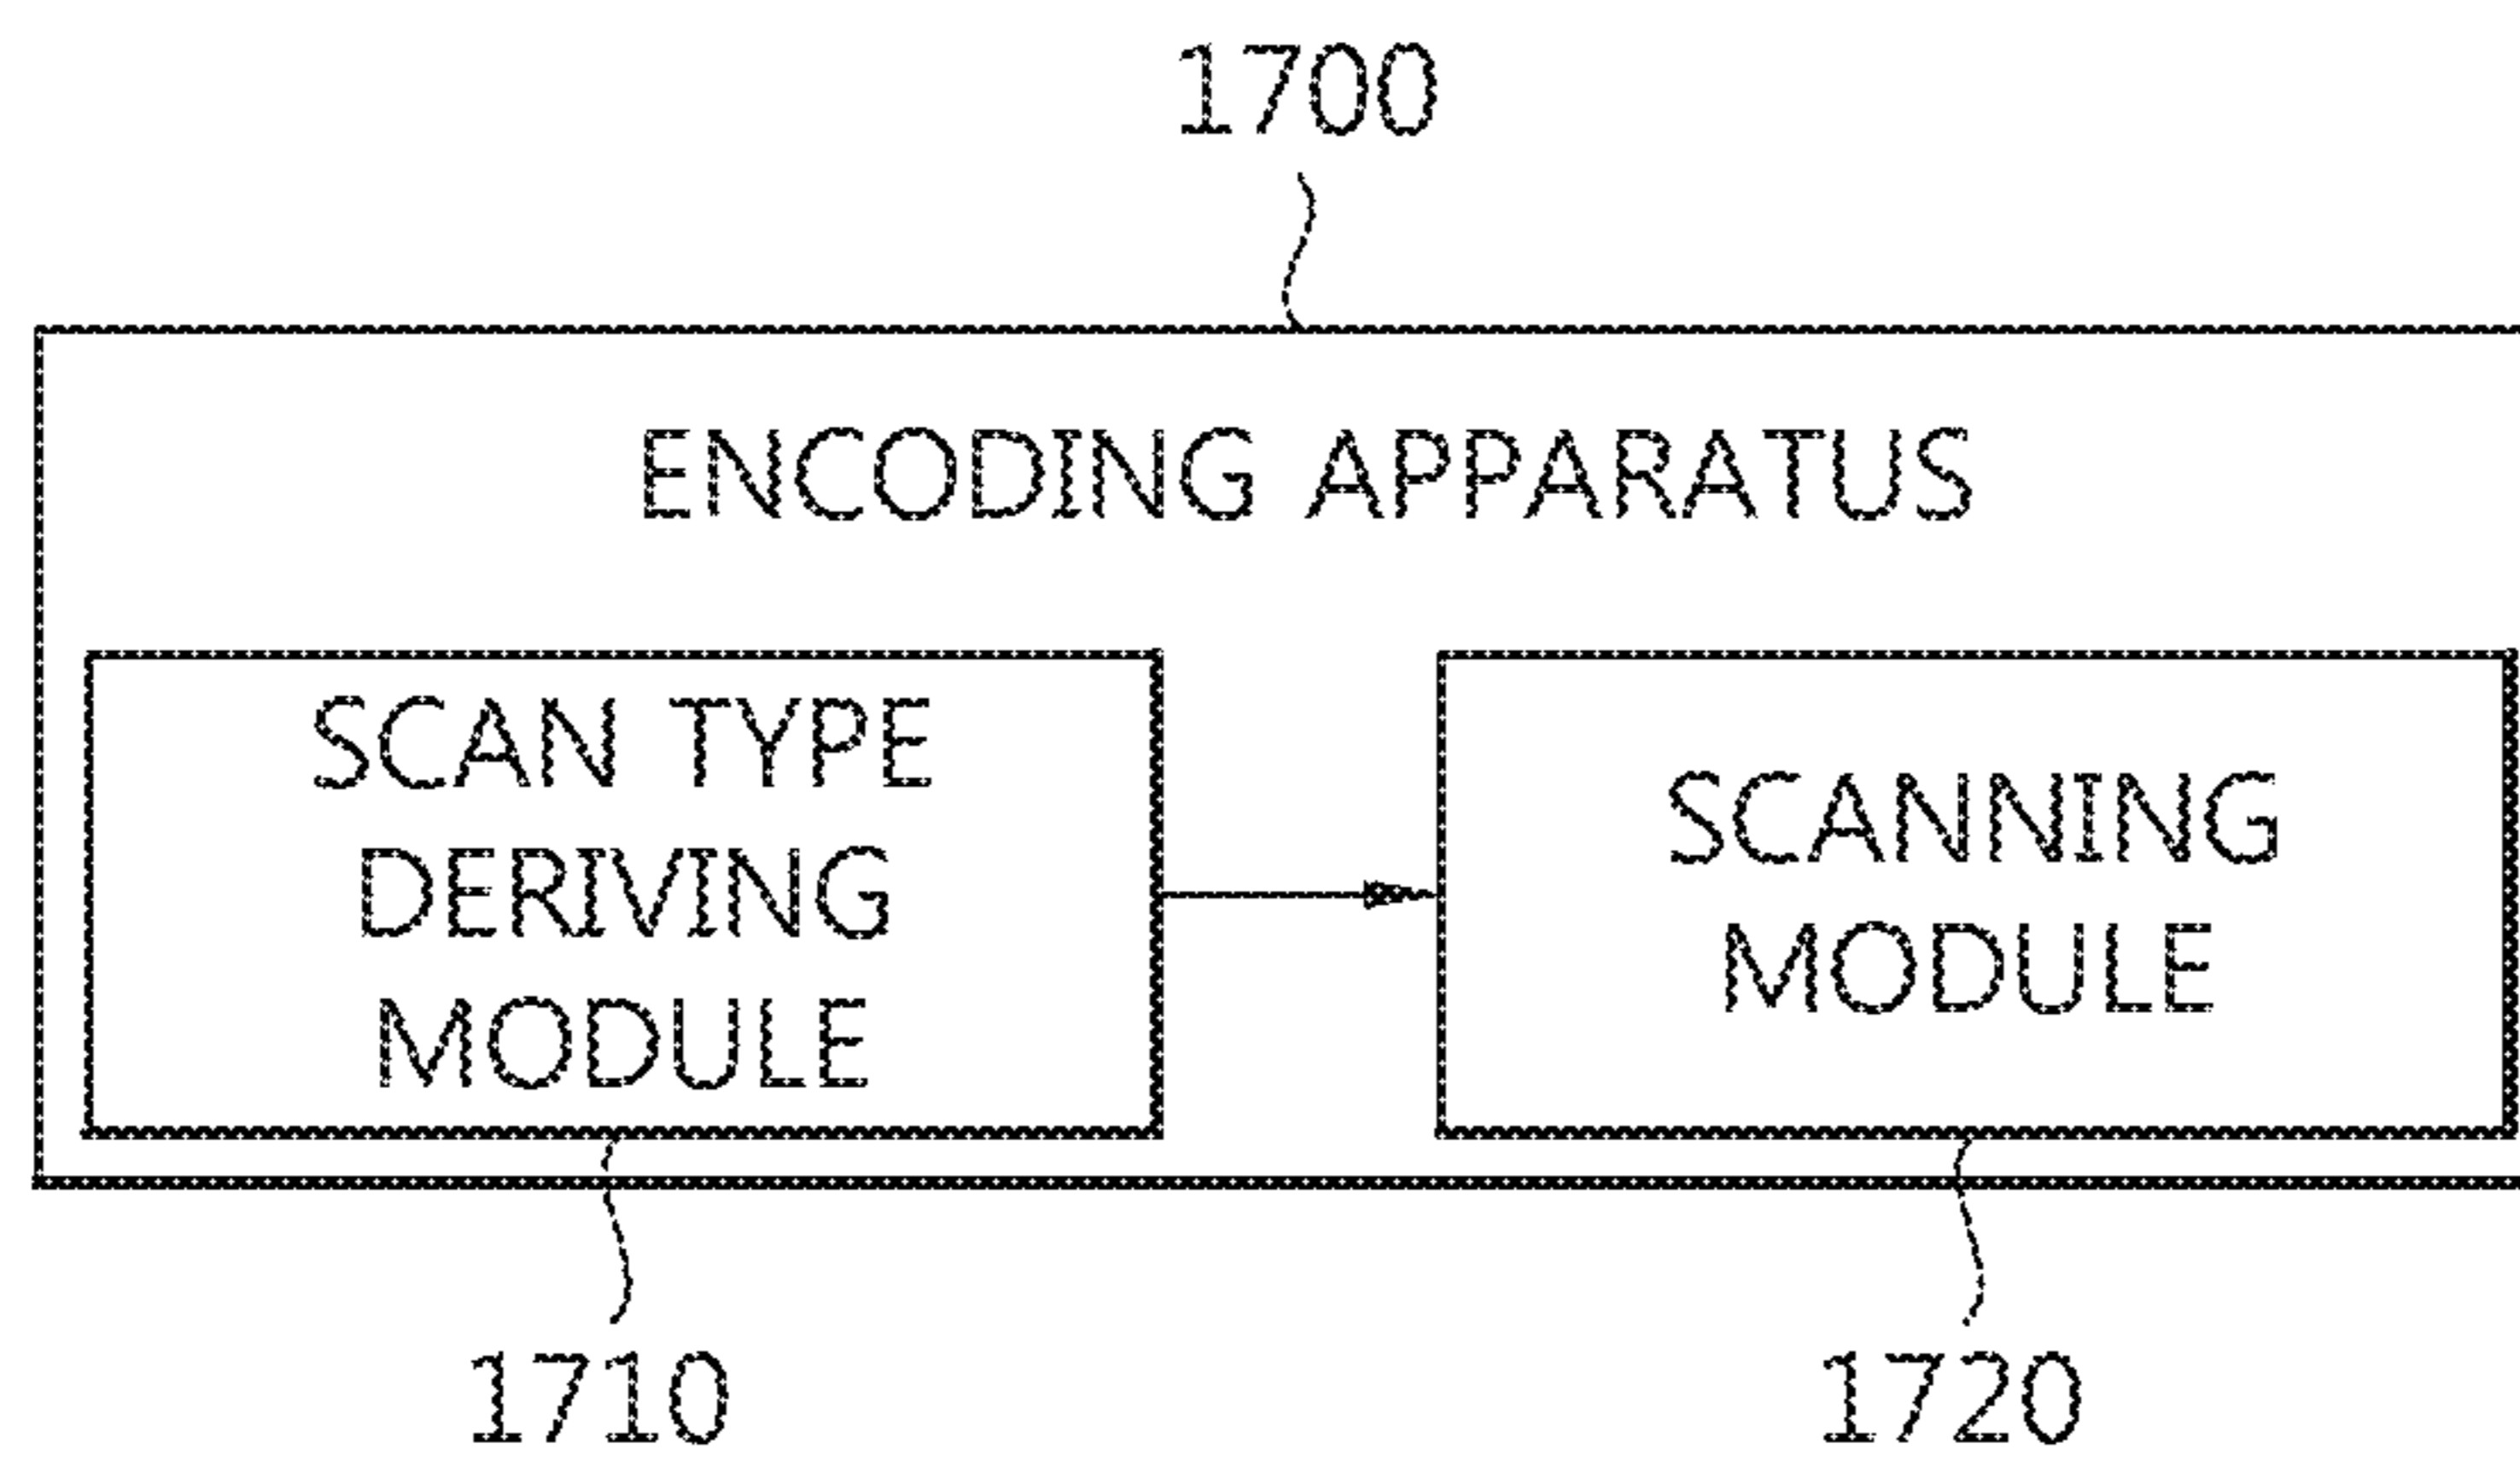 1700
ENCODING APPARATUS
SCAN TYPE
DERIVING
MODULE
SCANNING
MODULE
1710
1720